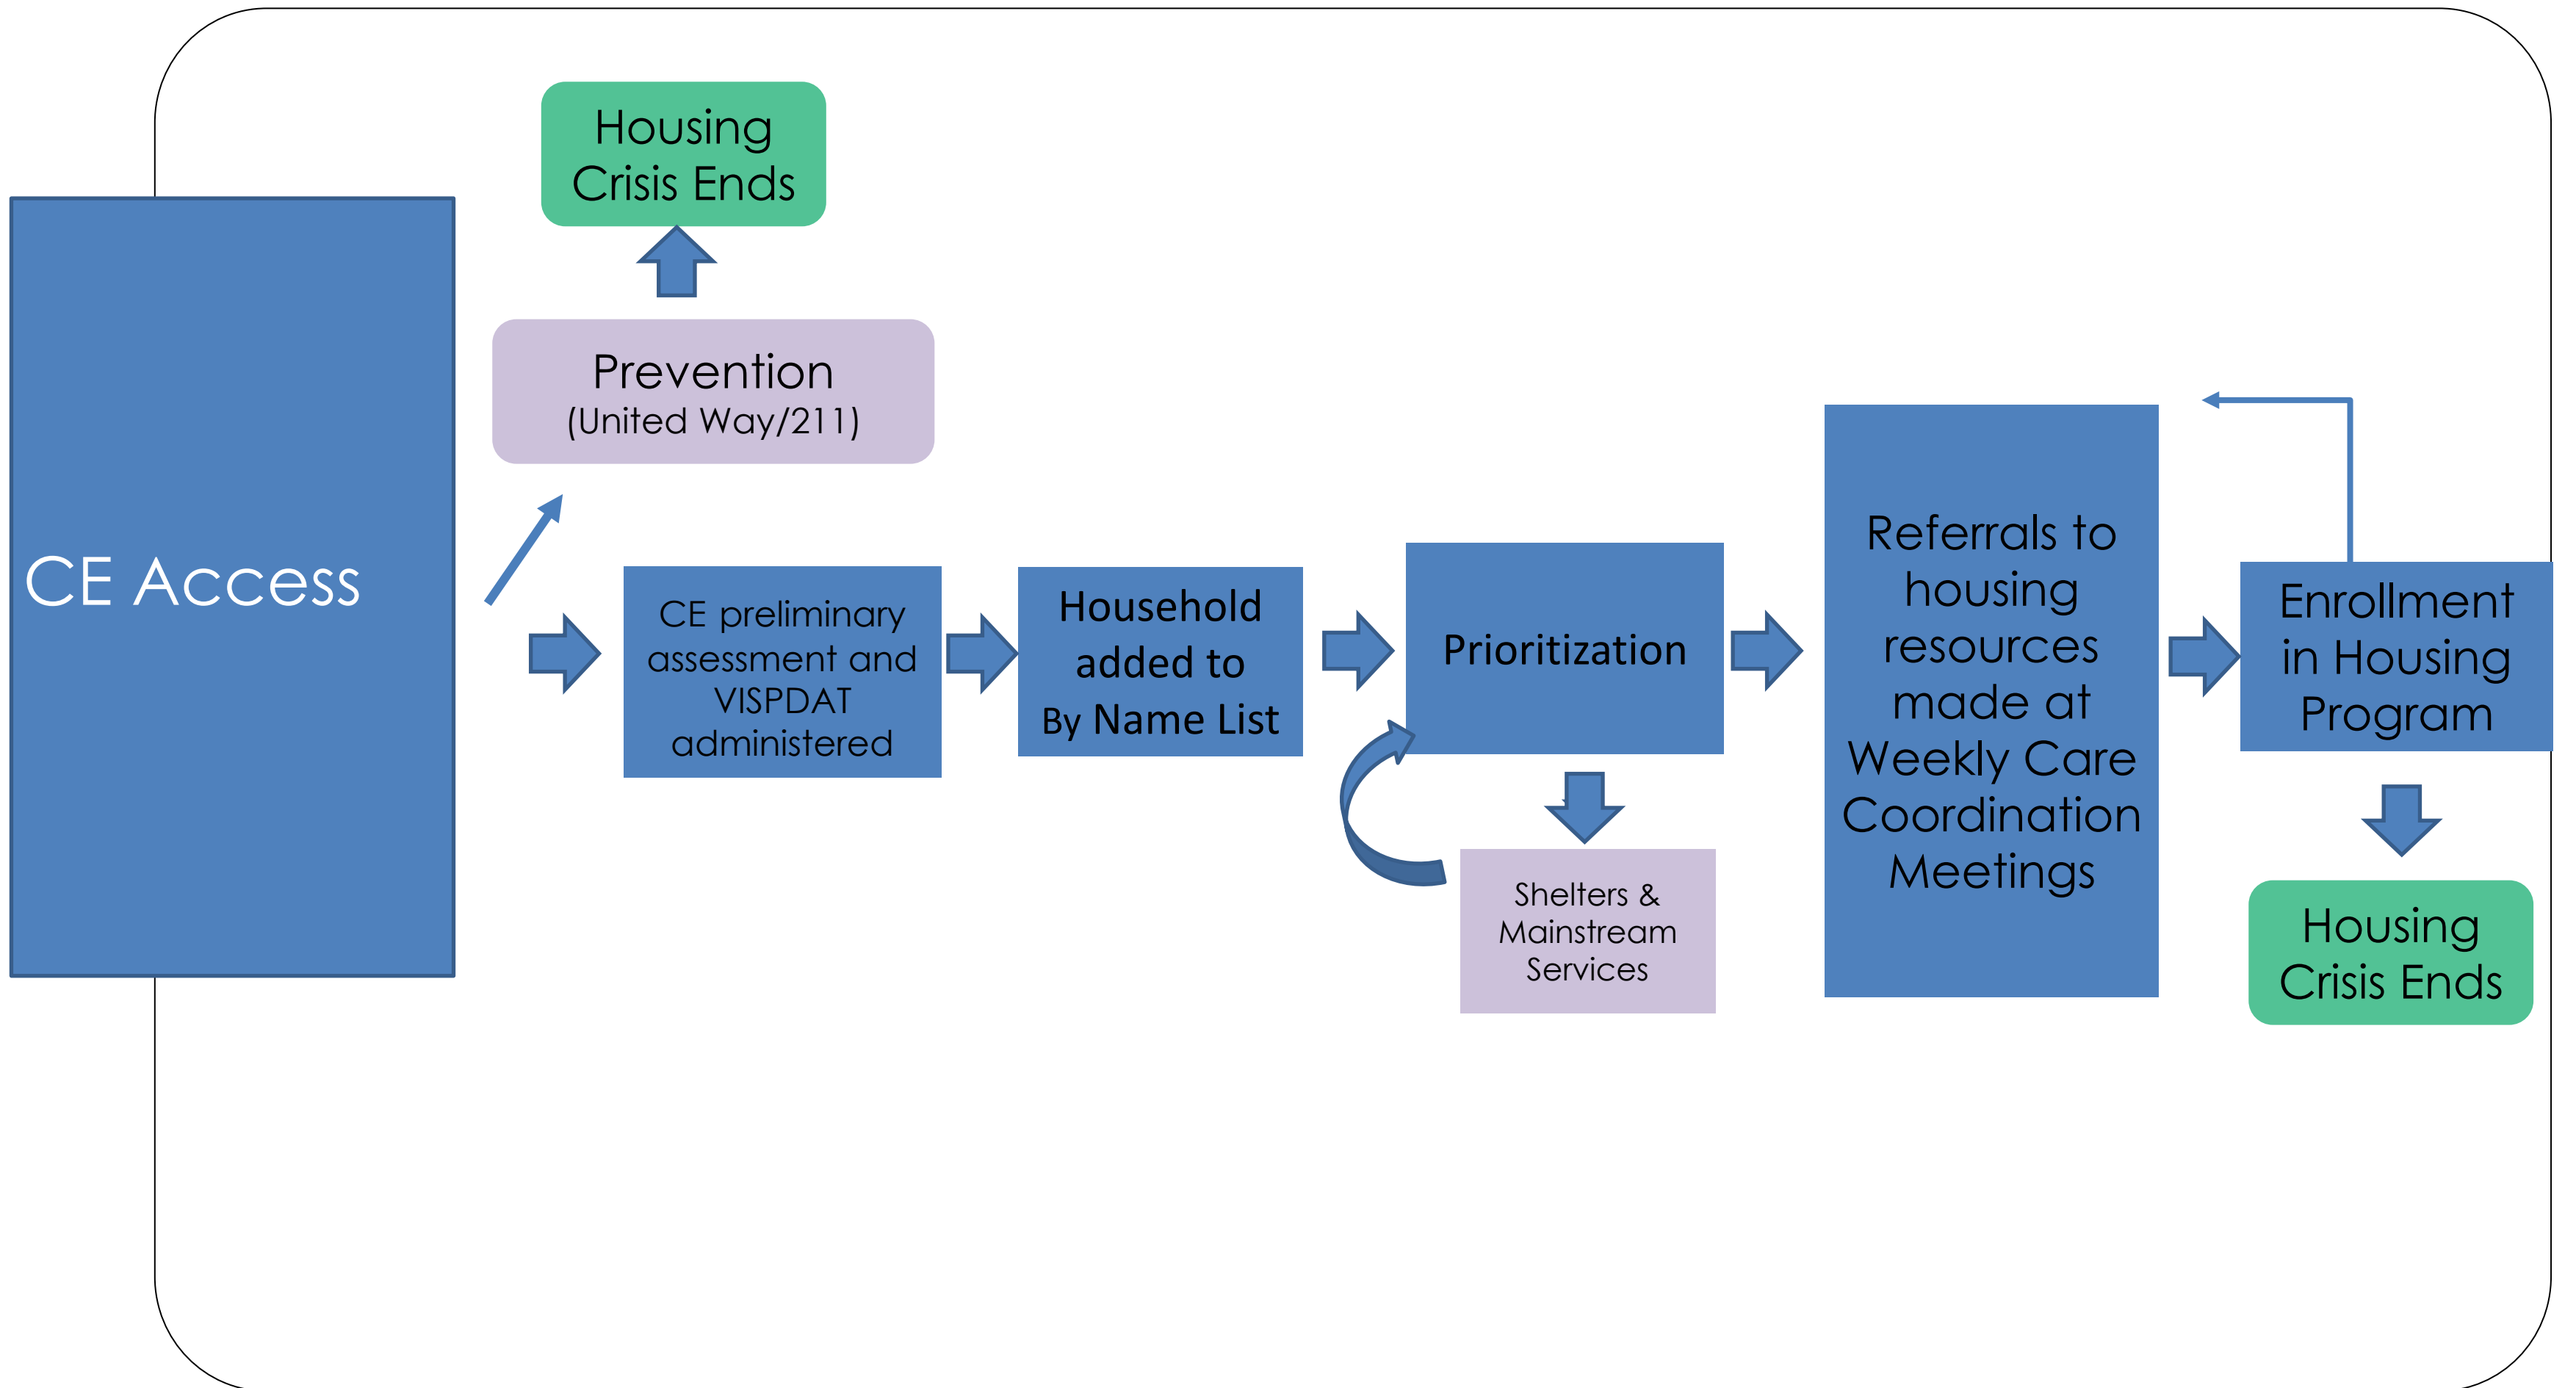 Housing
Crisis Ends
Prevention
(United Way/211)
CE Access
CE preliminary
assessment and
VISPDAT
administered
Household
added to
By Name List
Prioritization
Shelters &
Mainstream
Services
Referrals to
housing
resources
made at
Weekly Care
Coordination
Meetings
Enrollment
in Housing
Program
Housing
Crisis Ends